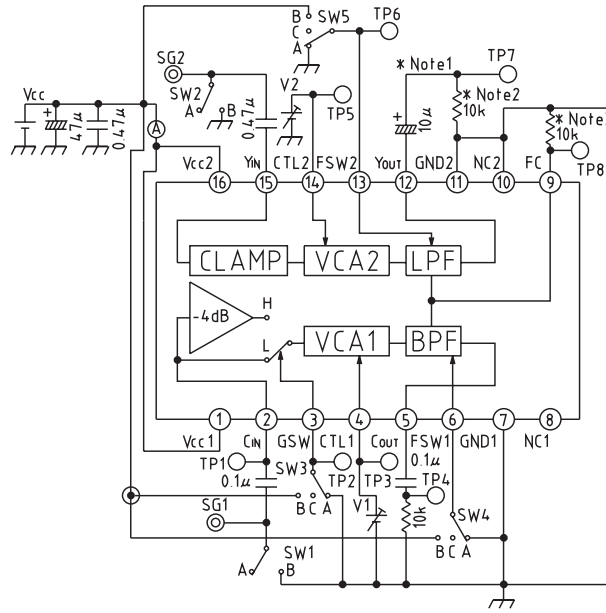 B SW5 TP6
C
A
SG2
* Note1 TP7
V2
* Note2
SW2
Vcc
A B
TP5
10k
* Note
10k
+ 47μ 0.47μ A
0.47μ
+ 10μ
TP8
Vcc2 YIN CTL2 FSW2 YOUT GND2 NC2 FC
16 15 14 13 12 11 10 9
CLAMP VCA2 LPF
-4dB H
L VCA1 BPF
1 2 3 4 5 6 7 8
Vcc1 CIN GSW CTL1 COUT FSW1 GND1 NC1
TP1 SW3 TP2 TP3 0.1μ TP4
0.1μ
B C A V1 10k SW4
SG1
B C A
SW1
A B